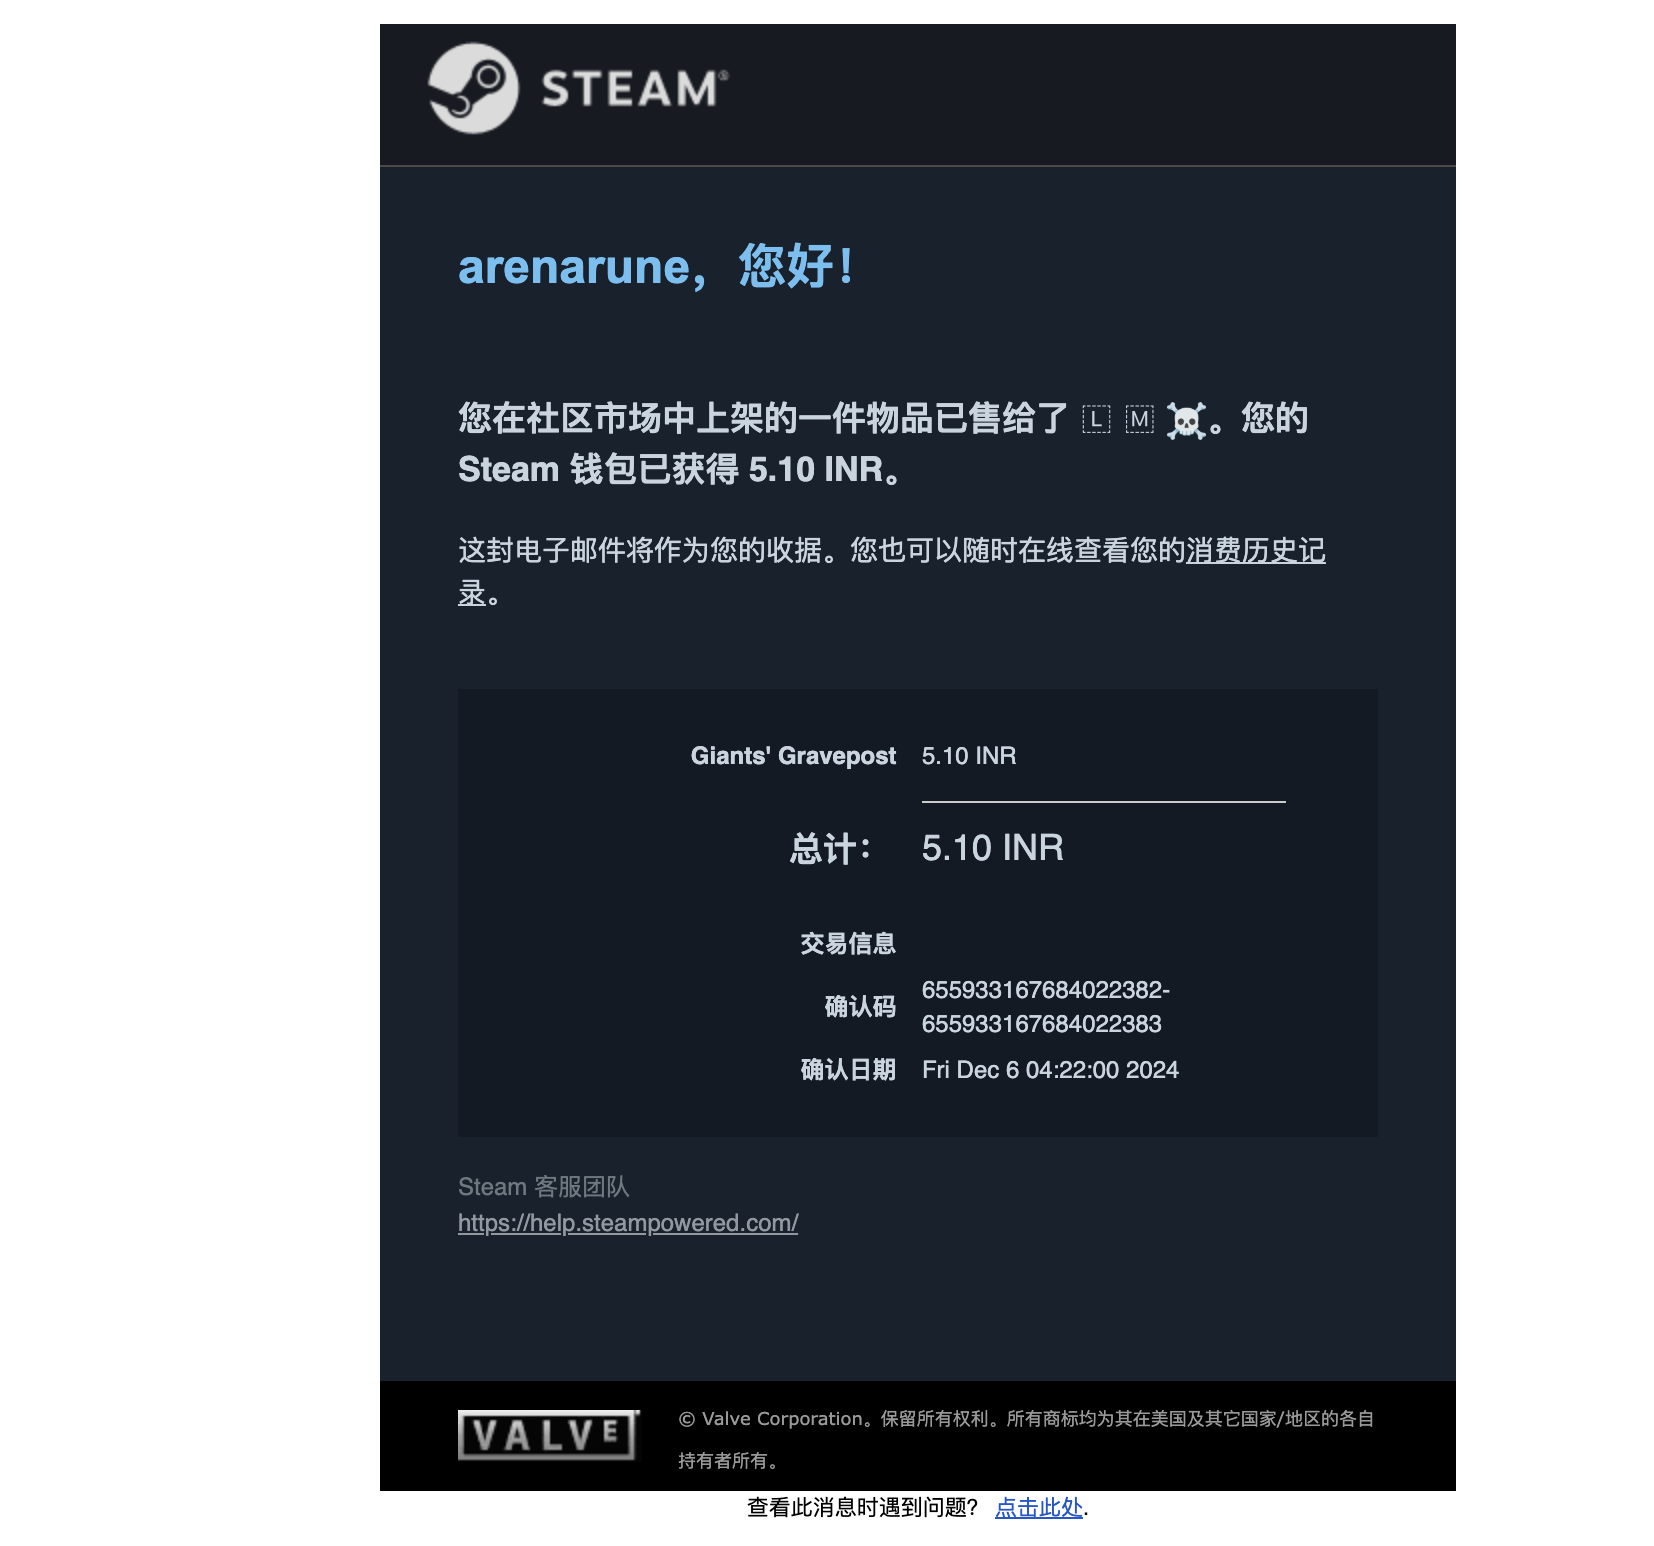 STEAM®
arenarune，您好！
您在社区市场中上架的一件物品已售给了 🇱 🇲 ☠️。您的
Steam 钱包已获得 5.10 INR。
这封电子邮件将作为您的收据。您也可以随时在线查看您的消费历史记
录。
Giants' Gravepost 5.10 INR
总计： 5.10 INR
交易信息
确认码 655933167684022382-
655933167684022383
确认日期 Fri Dec 6 04:22:00 2024
Steam 客服团队
https://help.steampowered.com/
VALVE
© Valve Corporation。保留所有权利。所有商标均为其在美国及其它国家/地区的各自
持有者所有。
查看此消息时遇到问题？ 点击此处.